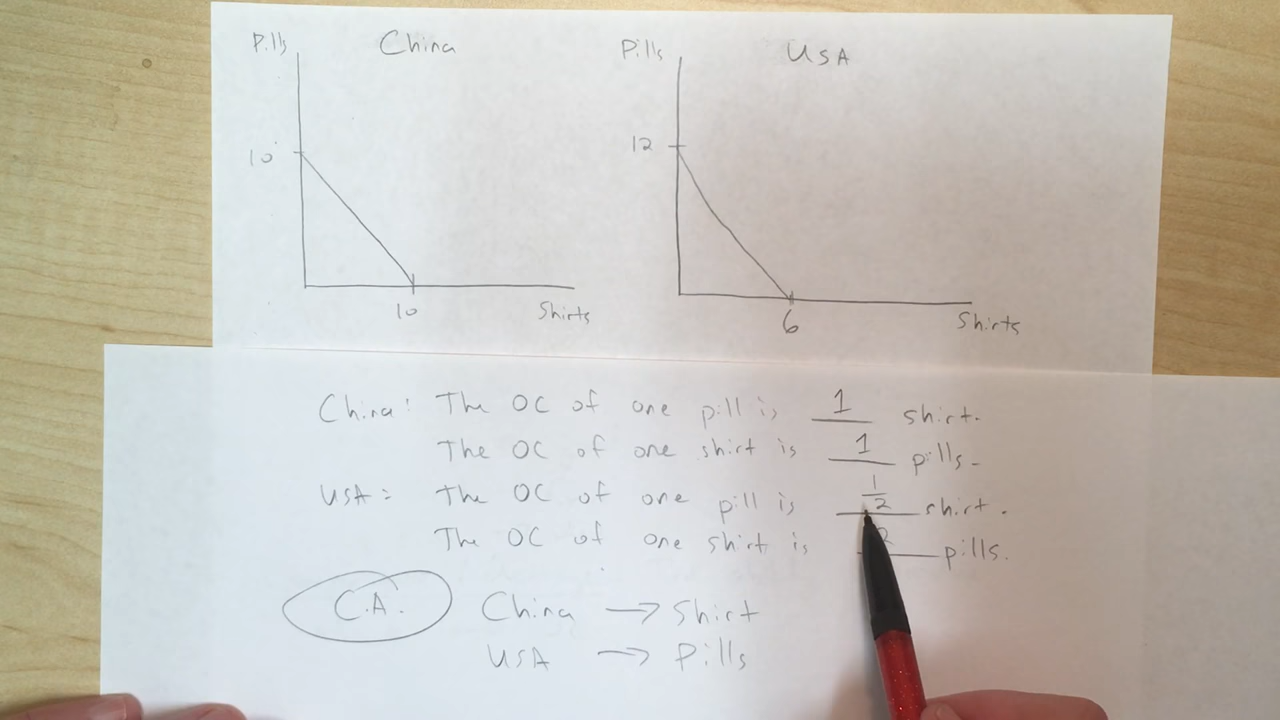 Pills China
10
10 Shirts
Pills USA
12
6 Shirts
China: The OC of one pill is 1 shirt.
The OC of one shirt is 1 pills.
USA: The OC of one pill is 1/2 shirt.
The OC of one shirt is 2 pills.
C.A. China → Shirt
USA → Pills